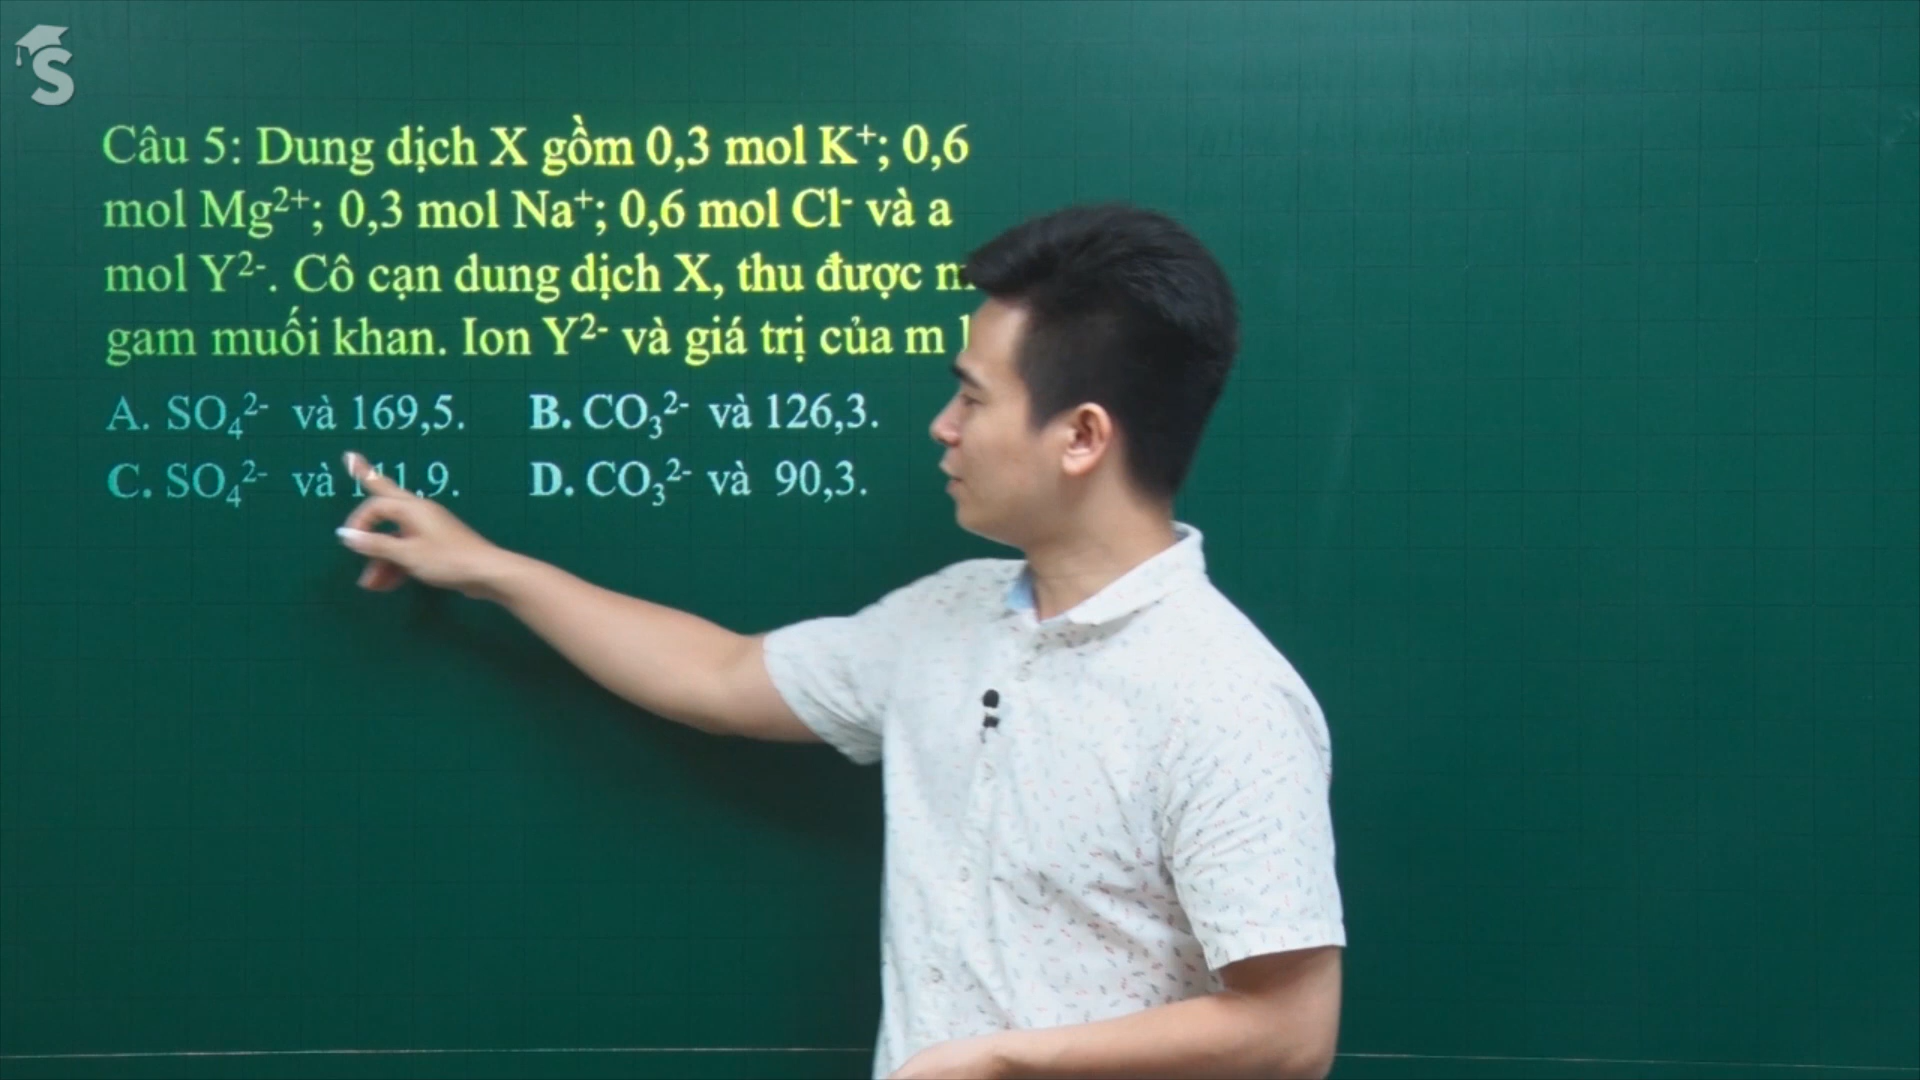 S
Câu 5: Dung dịch X gồm 0,3 mol K⁺; 0,6
mol Mg²⁺; 0,3 mol Na⁺; 0,6 mol Cl⁻ và a
mol Y²⁻. Cô cạn dung dịch X, thu được m
gam muối khan. Ion Y²⁻ và giá trị của m
A. SO₄²⁻ và 169,5. B. CO₃²⁻ và 126,3.
C. SO₄²⁻ và D. CO₃²⁻ và 90,3.